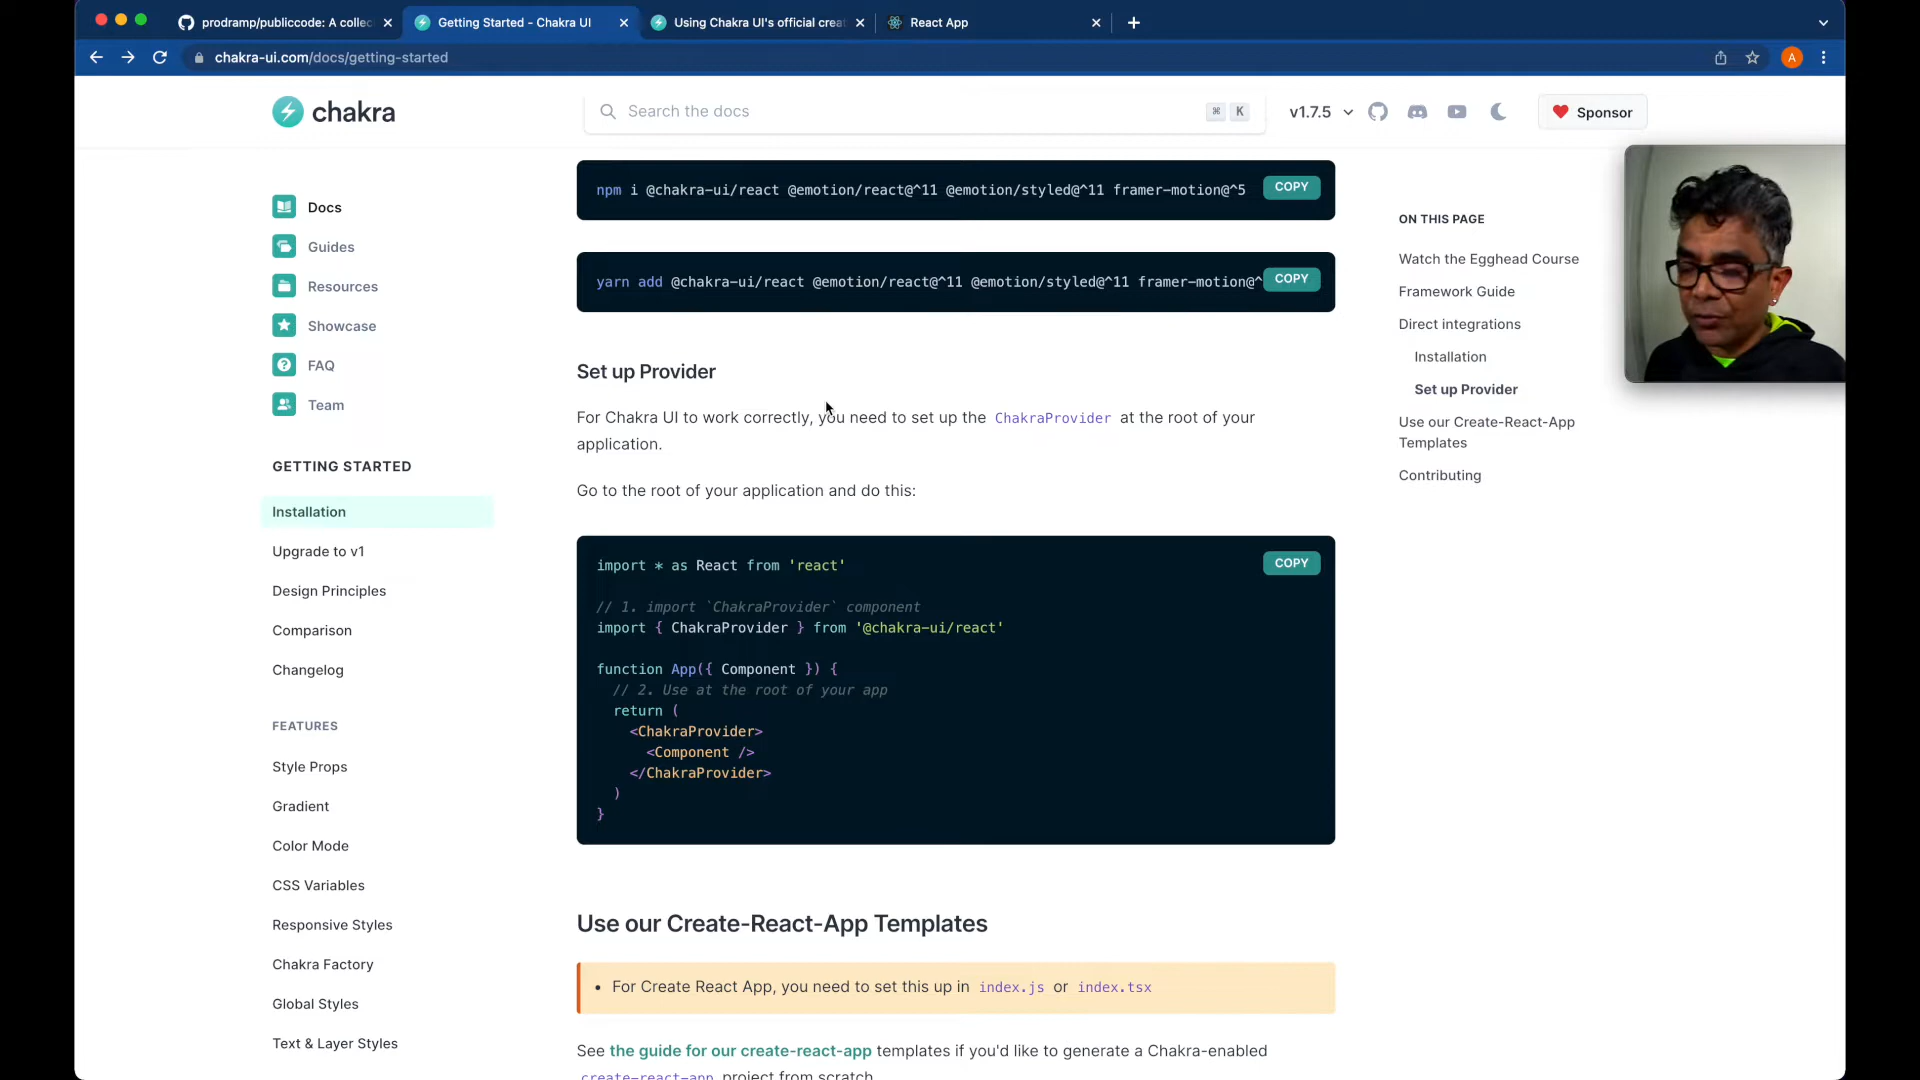 prodramp/publiccode: A collec
Getting Started - Chakra UI
Using Chakra UI's official crea
React App
chakra-ui.com/docs/getting-started
A
chakra
Search the docs
⌘ K
v1.7.5
Sponsor
Docs
Guides
Resources
Showcase
FAQ
Team
GETTING STARTED
Installation
Upgrade to v1
Design Principles
Comparison
Changelog
FEATURES
Style Props
Gradient
Color Mode
CSS Variables
Responsive Styles
Chakra Factory
Global Styles
Text & Layer Styles
npm i @chakra-ui/react @emotion/react@^11 @emotion/styled@^11 framer-motion@^5
COPY
yarn add @chakra-ui/react @emotion/react@^11 @emotion/styled@^11 framer-motion@^
COPY
Set up Provider
For Chakra UI to work correctly, you need to set up the ChakraProvider at the root of your
application.
Go to the root of your application and do this:
COPY
import * as React from 'react'
// 1. import `ChakraProvider` component
import { ChakraProvider } from '@chakra-ui/react'
function App({ Component }) {
// 2. Use at the root of your app
return (
<ChakraProvider>
<Component />
</ChakraProvider>
)
}
Use our Create-React-App Templates
• For Create React App, you need to set this up in index.js or index.tsx
See the guide for our create-react-app templates if you'd like to generate a Chakra-enabled
create-react-app project from scratch
ON THIS PAGE
Watch the Egghead Course
Framework Guide
Direct integrations
Installation
Set up Provider
Use our Create-React-App
Templates
Contributing